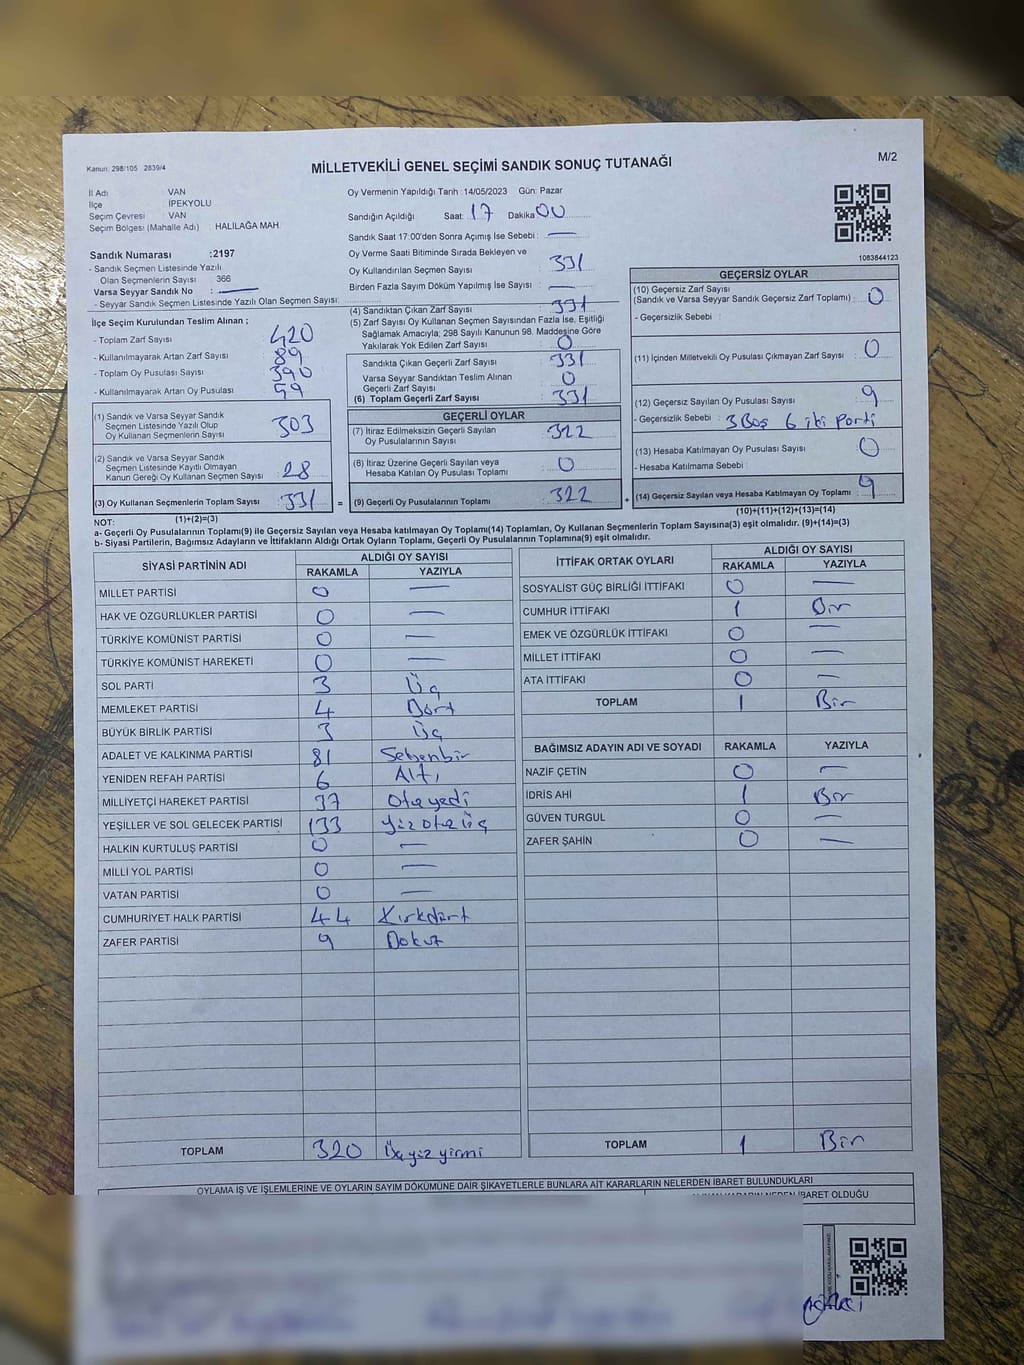 Kanun: 298/105 2839/4
MİLLETVEKİLİ GENEL SEÇİMİ SANDIK SONUÇ TUTANAĞI
M/2
İl Adı VAN
İlçe İPEKYOLU
Seçim Çevresi VAN
Seçim Bölgesi (Mahalle Adı) HALİLAĞA MAH.
Oy Vermenin Yapıldığı Tarih :14/05/2023 Gün: Pazar
Sandığın Açıldığı Saat: 17 Dakika 00
Sandık Saat 17:00'den Sonra Açımış İse Sebebi : —
Oy Verme Saati Bitiminde Sırada Bekleyen ve
Oy Kullandırılan Seçmen Sayısı 331
Birden Fazla Sayım Döküm Yapılmış İse Sayısı : —
1083844123
Sandık Numarası :2197
- Sandık Seçmen Listesinde Yazılı
Olan Seçmenlerin Sayısı 366
Varsa Seyyar Sandık No : —
- Seyyar Sandık Seçmen Listesinde Yazılı Olan Seçmen Sayısı:
İlçe Seçim Kurulundan Teslim Alınan ;
- Toplam Zarf Sayısı 420
- Kullanılmayarak Artan Zarf Sayısı : 89
- Toplam Oy Pusulası Sayısı 390
- Kullanılmayarak Artan Oy Pusulası 59
(1) Sandık ve Varsa Seyyar Sandık
Seçmen Listesinde Yazılı Olup
Oy Kullanan Seçmenlerin Sayısı 303
(2) Sandık ve Varsa Seyyar Sandık
Seçmen Listesinde Kayıtlı Olmayan
Kanun Gereği Oy Kullanan Seçmen Sayısı 28
(3) Oy Kullanan Seçmenlerin Toplam Sayısı 331 =
(1)+(2)=(3)
(4) Sandıktan Çıkan Zarf Sayısı 331
(5) Zarf Sayısı Oy Kullanan Seçmen Sayısından Fazla İse, Eşitliği
Sağlamak Amacıyla; 298 Sayılı Kanunun 98. Maddesine Göre
Yakılarak Yok Edilen Zarf Sayısı : 0
Sandıkta Çıkan Geçerli Zarf Sayısı 331
Varsa Seyyar Sandıktan Teslim Alınan
Geçerli Zarf Sayısı 0
(6) Toplam Geçerli Zarf Sayısı : 331
GEÇERLİ OYLAR
(7) İtiraz Edilmeksizin Geçerli Sayılan
Oy Pusulalarının Sayısı 322
(8) İtiraz Üzerine Geçerli Sayılan veya
Hesaba Katılan Oy Pusulası Toplamı 0
(9) Geçerli Oy Pusulalarının Toplamı 322 +
GEÇERSİZ OYLAR
(10) Geçersiz Zarf Sayısı
(Sandık ve Varsa Seyyar Sandık Geçersiz Zarf Toplamı) : 0
- Geçersizlik Sebebi :
(11) İçinden Milletvekili Oy Pusulası Çıkmayan Zarf Sayısı 0
(12) Geçersiz Sayılan Oy Pusulası Sayısı 9
- Geçersizlik Sebebi : 3 Boş 6 iki parti
(13) Hesaba Katılmayan Oy Pusulası Sayısı 0
- Hesaba Katılmama Sebebi :
(14) Geçersiz Sayılan veya Hesaba Katılmayan Oy Toplamı : 9
(10)+(11)+(12)+(13)=(14)
NOT:
a- Geçerli Oy Pusulalarının Toplamı(9) ile Geçersiz Sayılan veya Hesaba katılmayan Oy Toplamı(14) Toplamları, Oy Kullanan Seçmenlerin Toplam Sayısına(3) eşit olmalıdır. (9)+(14)=(3)
b- Siyasi Partilerin, Bağımsız Adayların ve İttifakların Aldığı Ortak Oyların Toplamı, Geçerli Oy Pusulalarının Toplamına(9) eşit olmalıdır.
SİYASİ PARTİNİN ADI ALDIĞI OY SAYISI
RAKAMLA YAZIYLA
MİLLET PARTİSİ 0 —
HAK VE ÖZGÜRLÜKLER PARTİSİ 0 —
TÜRKİYE KOMÜNİST PARTİSİ 0 —
TÜRKİYE KOMÜNİST HAREKETİ 0 —
SOL PARTİ 3 Üç
MEMLEKET PARTİSİ 4 Dört
BÜYÜK BİRLİK PARTİSİ 3 Üç
ADALET VE KALKINMA PARTİSİ 81 Seksenbir
YENİDEN REFAH PARTİSİ 6 Altı
MİLLİYETÇİ HAREKET PARTİSİ 37 Otuzyedi
YEŞİLLER VE SOL GELECEK PARTİSİ 133 Yüz otuz üç
HALKIN KURTULUŞ PARTİSİ 0 —
MİLLİ YOL PARTİSİ 0 —
VATAN PARTİSİ 0 —
CUMHURİYET HALK PARTİSİ 44 Kırkdört
ZAFER PARTİSİ 9 Dokuz
TOPLAM 320 Üçyüz yirmi
İTTİFAK ORTAK OYLARI ALDIĞI OY SAYISI
RAKAMLA YAZIYLA
SOSYALİST GÜÇ BİRLİĞİ İTTİFAKI 0 —
CUMHUR İTTİFAKI 1 Bir
EMEK VE ÖZGÜRLÜK İTTİFAKI 0 —
MİLLET İTTİFAKI 0 —
ATA İTTİFAKI 0 —
TOPLAM 1 Bir
BAĞIMSIZ ADAYIN ADI VE SOYADI RAKAMLA YAZIYLA
NAZİF ÇETİN 0 —
İDRİS AHİ 1 Bir
GÜVEN TURGUL 0 —
ZAFER ŞAHİN 0 —
TOPLAM 1 Bir
OYLAMA İŞ VE İŞLEMLERİNE VE OYLARIN SAYIM DÖKÜMÜNE DAİR ŞİKAYETLERLE BUNLARA AİT KARARLARIN NELERDEN İBARET BULUNDUKLARI
İBARET OLDUĞU